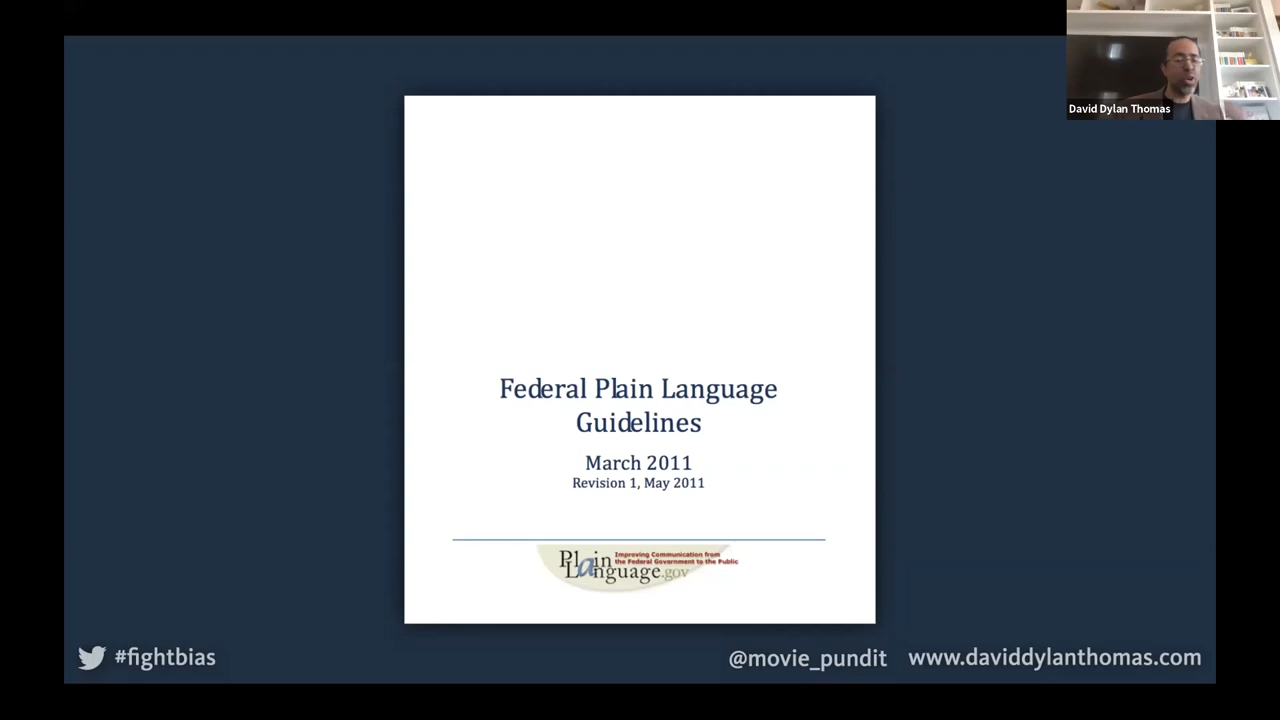 David Dylan Thomas
Federal Plain Language
Guidelines
March 2011
Revision 1, May 2011
Plain
Language.gov
Improving Communication from
the Federal Government to the Public
#fightbias
@movie_pundit
www.daviddylanthomas.com